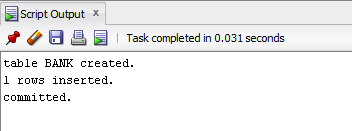 Script Output
Task completed in 0.031 seconds
table BANK created.
1 rows inserted.
committed.